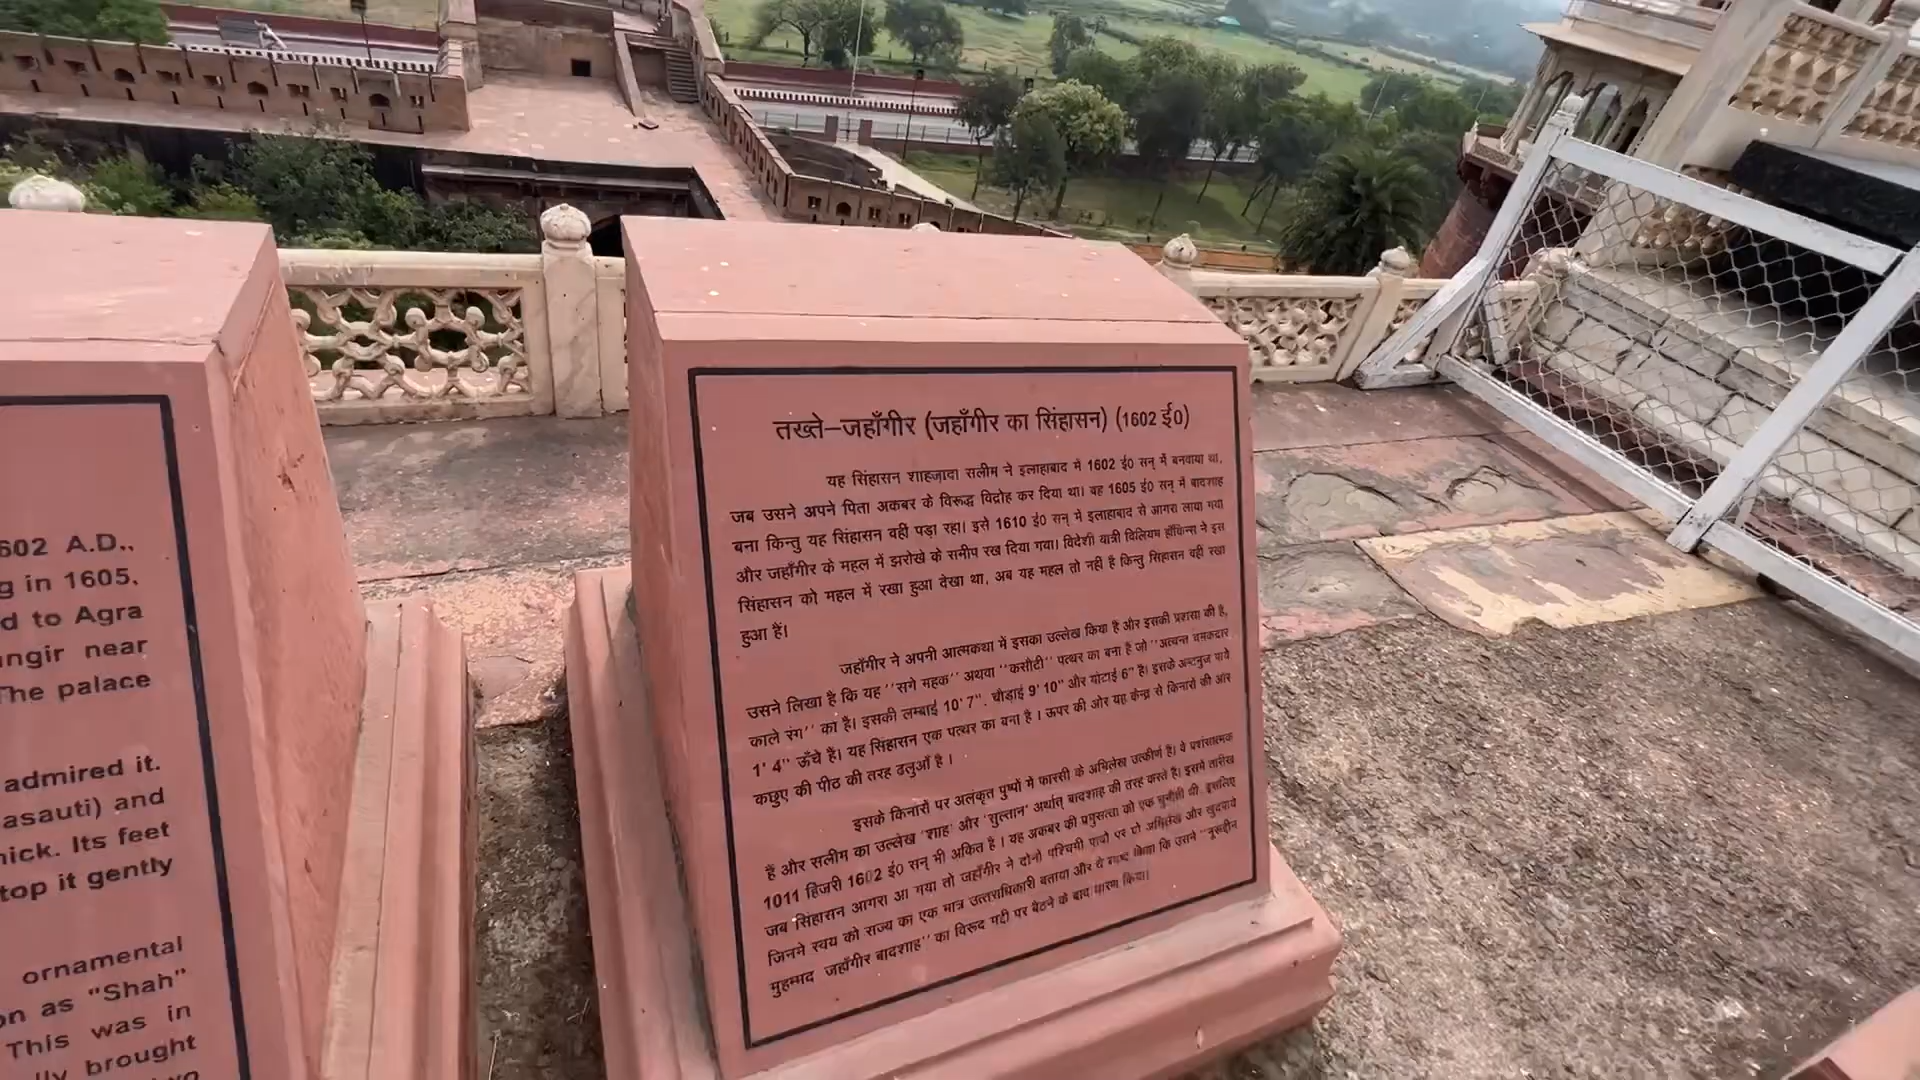 602 A.D.,
g in 1605,
d to Agra
ngir near
The palace
admired it.
asauti) and
hick. Its feet
top it gently
ornamental
on as "Shah"
This was in
lly brought
तख्ते–जहाँगीर (जहाँगीर का सिंहासन) (1602 ई0)
यह सिंहासन शाहज़ादा सलीम ने इलाहाबाद में 1602 ई0 सन् में बनवाया था,
जब उसने अपने पिता अकबर के विरूद्ध विद्रोह कर दिया था। वह 1605 ई0 सन् में बादशाह
बना किन्तु यह सिंहासन वहीं पड़ा रहा। इसे 1610 ई0 सन् में इलाहाबाद से आगरा लाया गया
और जहाँगीर के महल में झरोखे के समीप रख दिया गया। विदेशी यात्री विलियम हॉकिन्स ने इस
सिंहासन को महल में रखा हुआ देखा था, अब यह महल तो नहीं है किन्तु सिंहासन वहीं रखा
हुआ हैं।
जहाँगीर ने अपनी आत्मकथा में इसका उल्लेख किया है और इसकी प्रशंसा की है,
उसने लिखा है कि यह "संगे महक" अथवा "कसौटी" पत्थर का बना है जो "अत्यन्त चमकदार
काले रंग" का है। इसकी लम्बाई 10' 7", चौड़ाई 9' 10" और मोटाई 6" है। इसके अष्टभुज पाये
1' 4" ऊँचे हैं। यह सिंहासन एक पत्थर का बना है । ऊपर की ओर यह केन्द्र से किनारों की ओर
कछुए की पीठ की तरह ढलुआँ है ।
इसके किनारों पर अलंकृत पुष्पों में फारसी के अभिलेख उत्कीर्ण हैं। ये प्रशंसात्मक
हैं और सलीम का उल्लेख 'शाह' और 'सुल्तान' अर्थात् बादशाह की तरह करते हैं। इसमें तारीख
1011 हिजरी 1602 ई0 सन् भी अंकित है । यह अकबर की प्रभुसत्ता को एक चुनौती थी, इसलिए
जब सिंहासन आगरा आ गया तो जहाँगीर ने दोनों पश्चिमी पायों पर दो अभिलेख और खुदवाये
जिनमें स्वयं को राज्य का एक मात्र उत्तराधिकारी बताया और ये स्पष्ट किया कि उसने "नूरूद्दीन
मुहम्मद जहाँगीर बादशाह" का विरूद गद्दी पर बैठने के बाद धारण किया।